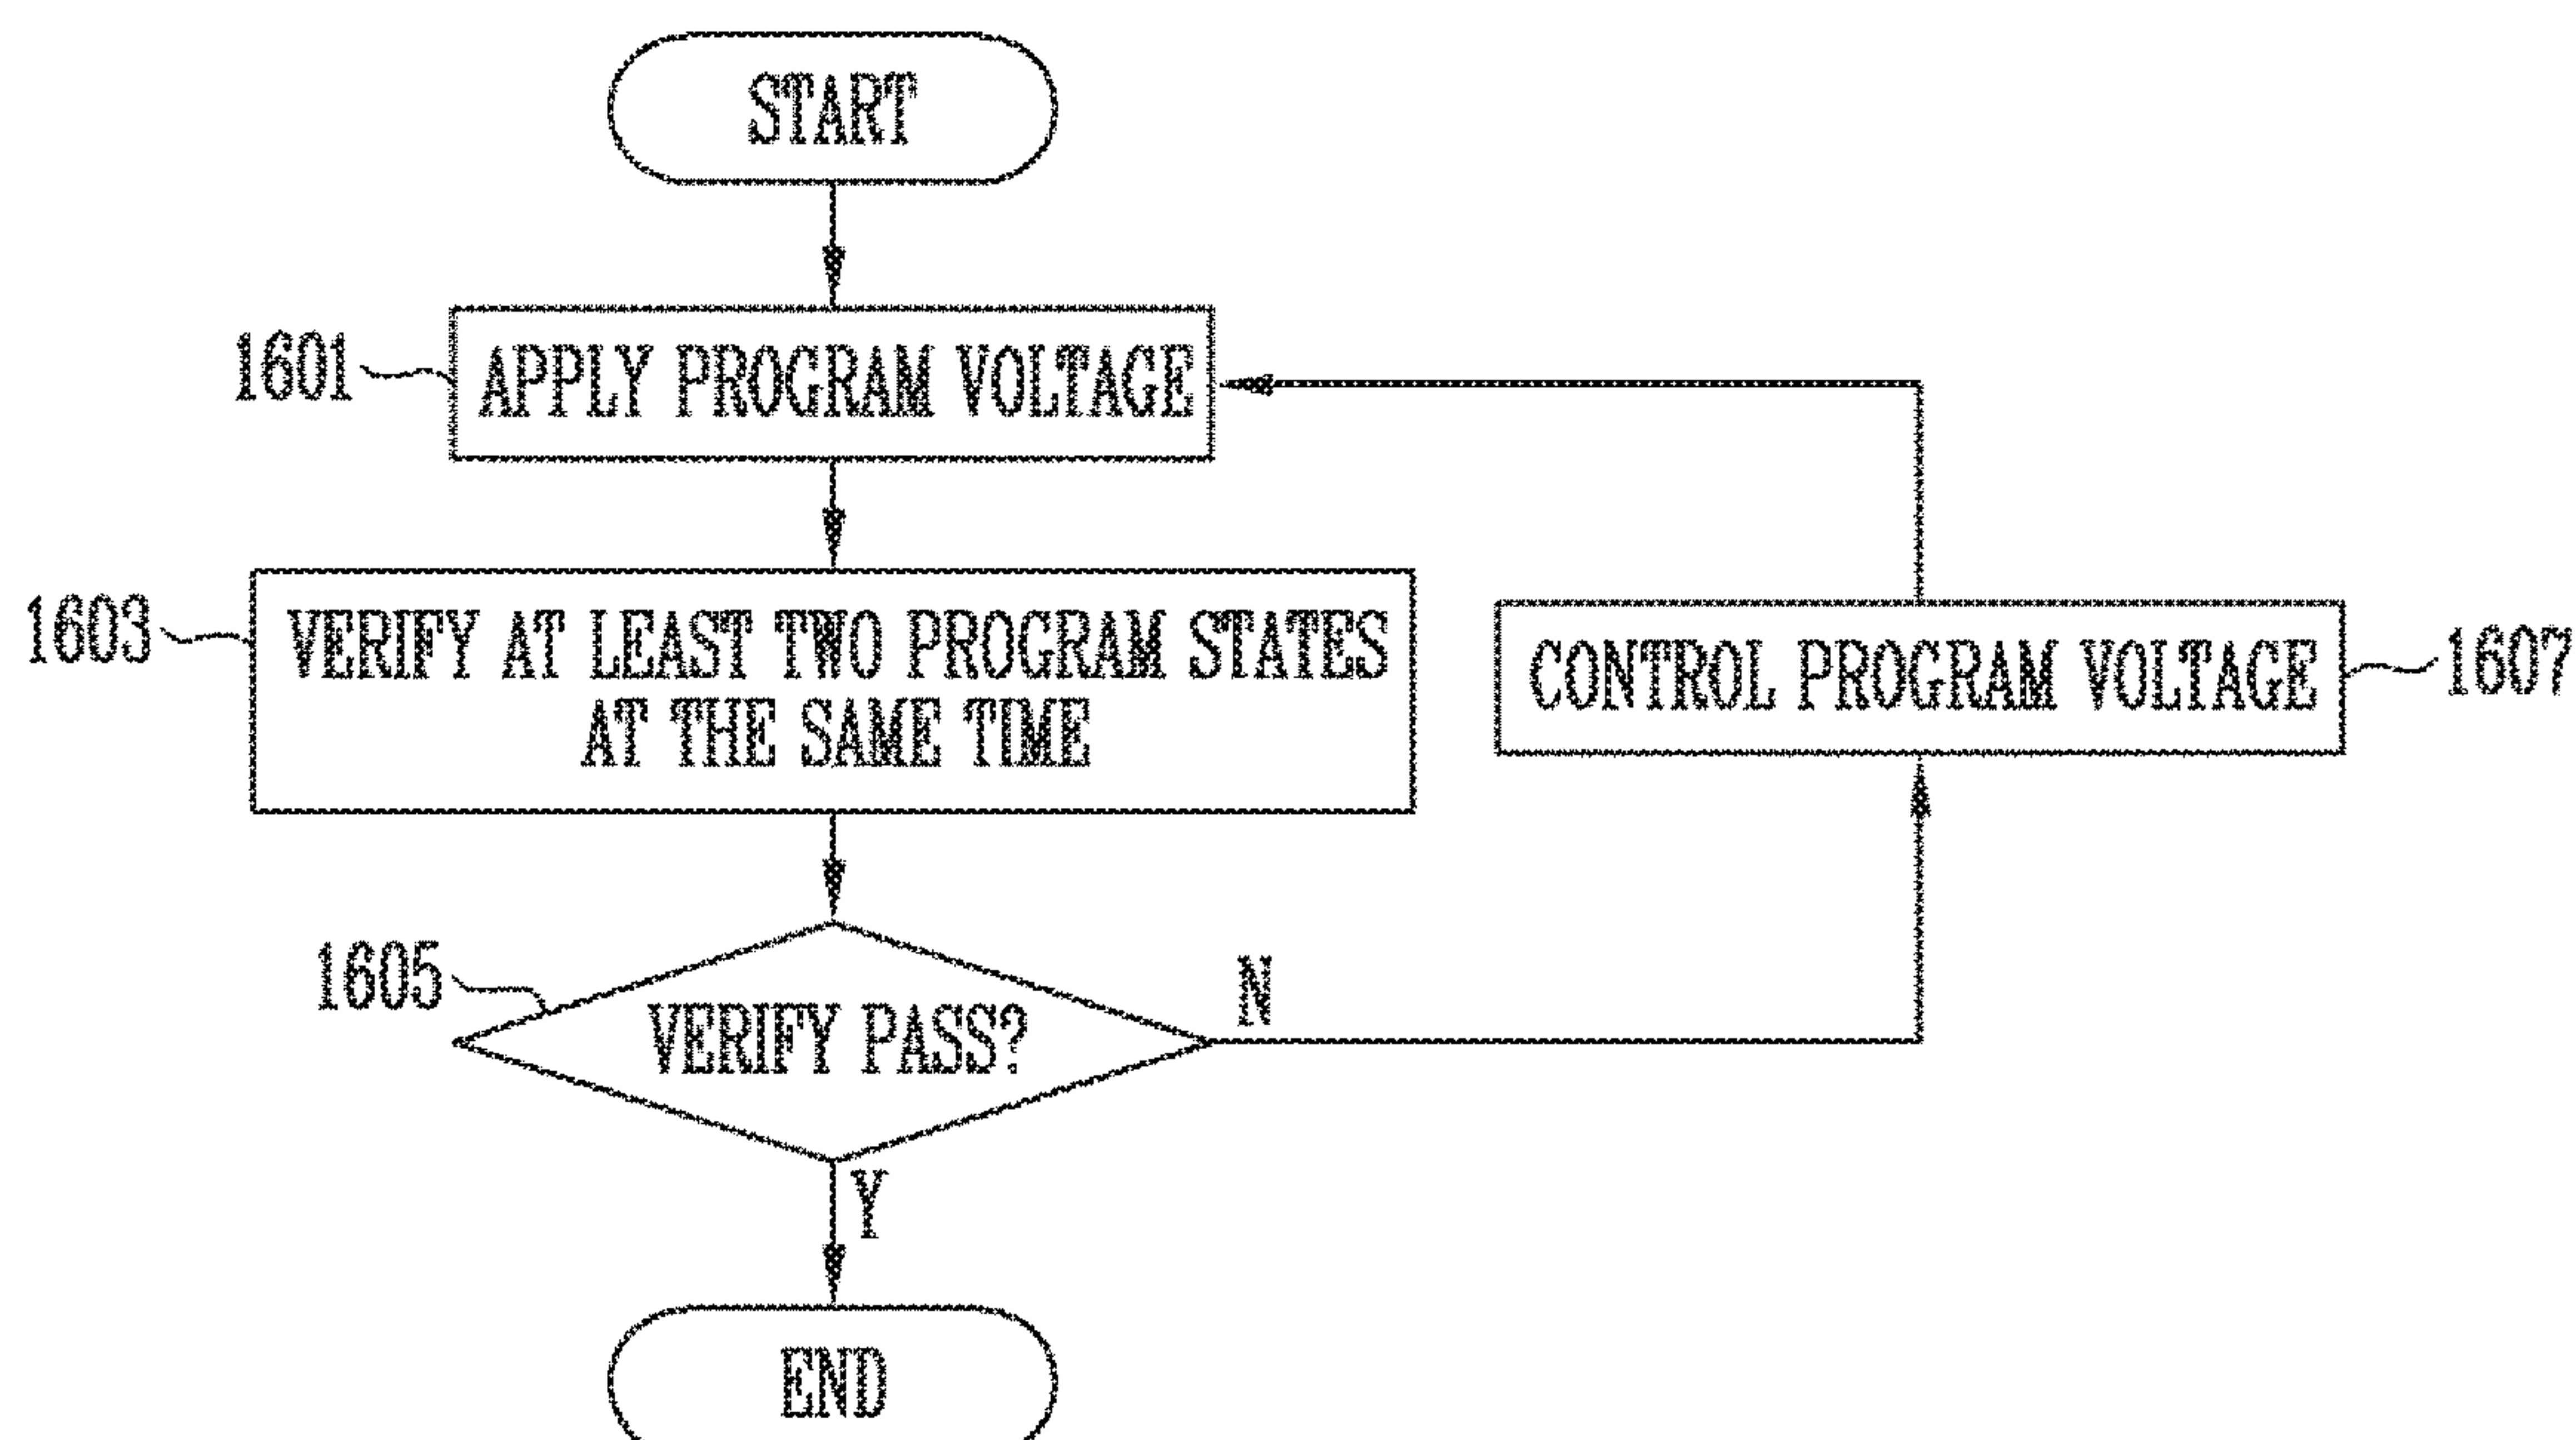 START
1601
APPLY PROGRAM VOLTAGE
1603
VERIFY AT LEAST TWO PROGRAM STATES
AT THE SAME TIME
CONTROL PROGRAM VOLTAGE
1607
1605
VERIFY PASS?
N
Y
END